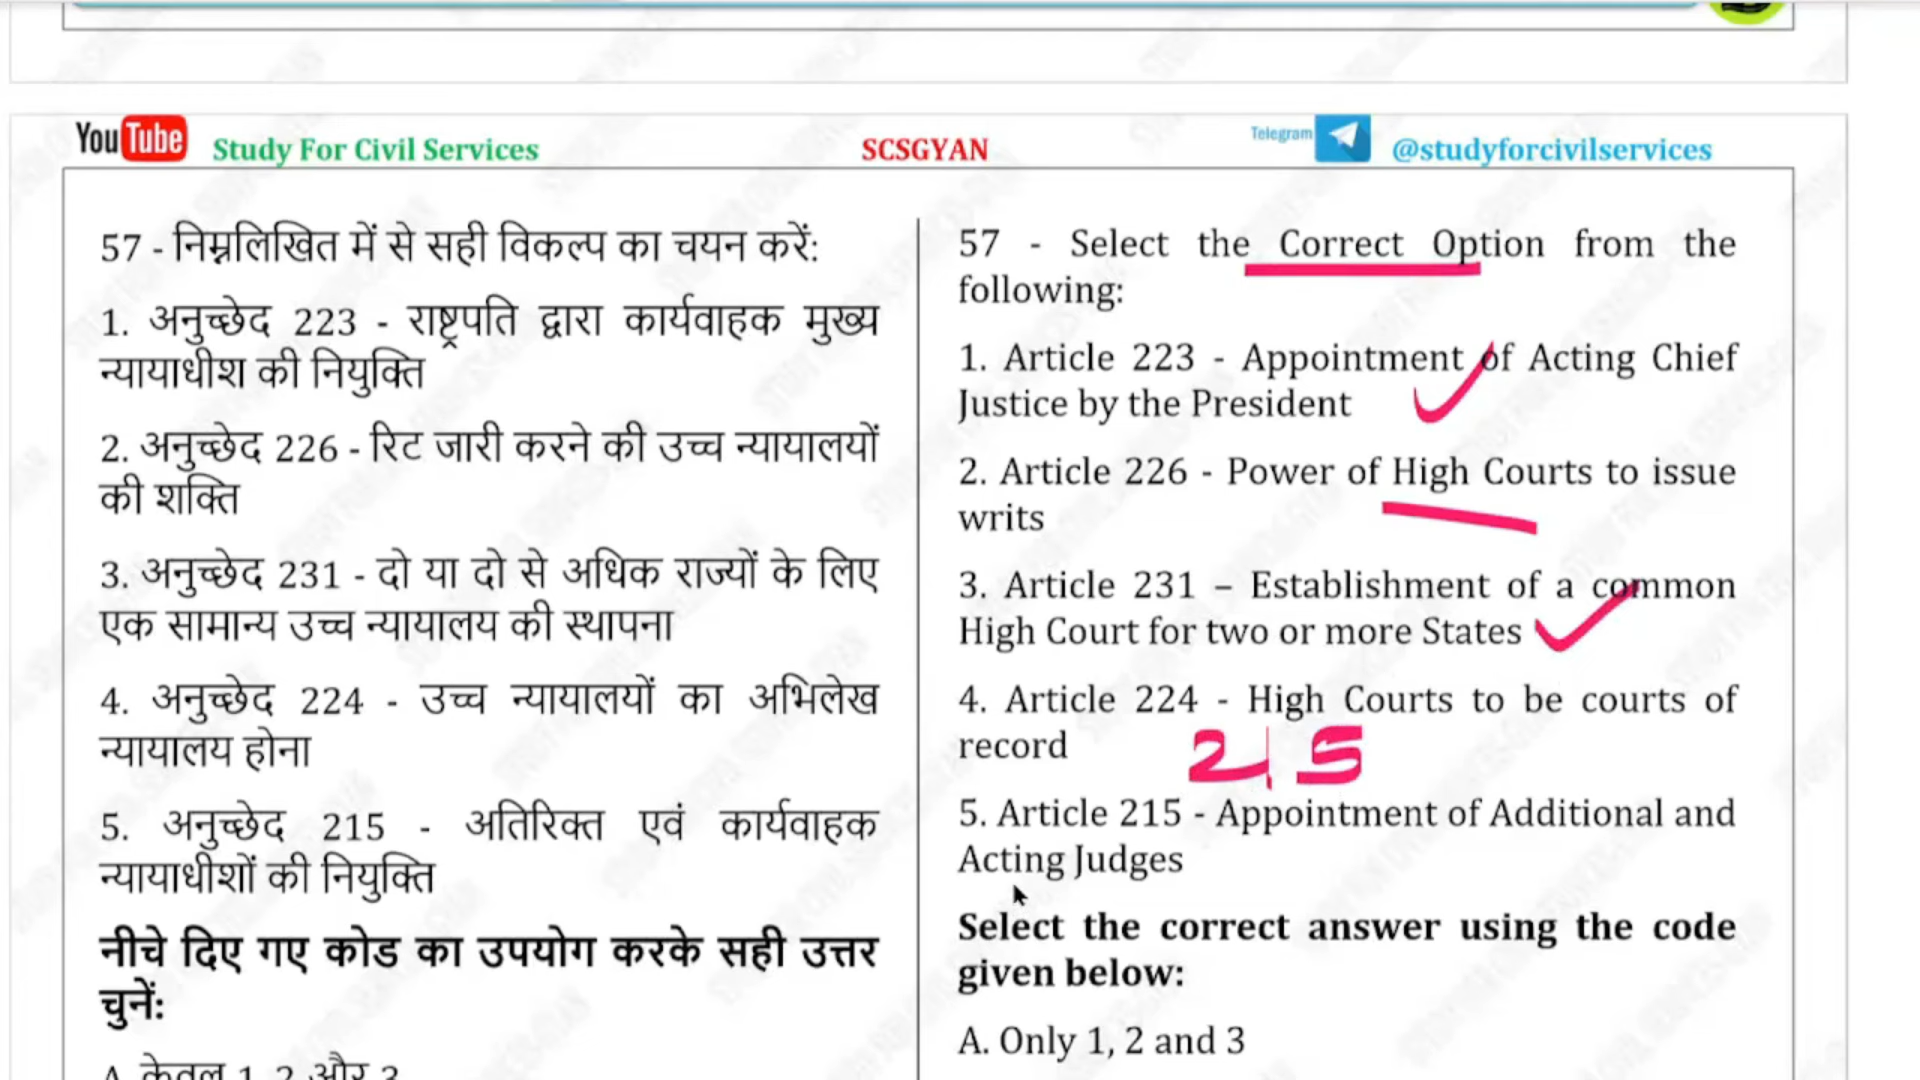 YouTube Study For Civil Services SCSGYAN Telegram @studyforcivilservices
57 - निम्नलिखित में से सही विकल्प का चयन करें:
1. अनुच्छेद 223 - राष्ट्रपति द्वारा कार्यवाहक मुख्य
न्यायाधीश की नियुक्ति
2. अनुच्छेद 226 - रिट जारी करने की उच्च न्यायालयों
की शक्ति
3. अनुच्छेद 231 - दो या दो से अधिक राज्यों के लिए
एक सामान्य उच्च न्यायालय की स्थापना
4. अनुच्छेद 224 - उच्च न्यायालयों का अभिलेख
न्यायालय होना
5. अनुच्छेद 215 - अतिरिक्त एवं कार्यवाहक
न्यायाधीशों की नियुक्ति
नीचे दिए गए कोड का उपयोग करके सही उत्तर
चुनें:
A. केवल 1, 2 और 3
57 - Select the Correct Option from the
following:
1. Article 223 - Appointment of Acting Chief
Justice by the President
2. Article 226 - Power of High Courts to issue
writs
3. Article 231 – Establishment of a common
High Court for two or more States
4. Article 224 - High Courts to be courts of
record
215
5. Article 215 - Appointment of Additional and
Acting Judges
Select the correct answer using the code
given below:
A. Only 1, 2 and 3